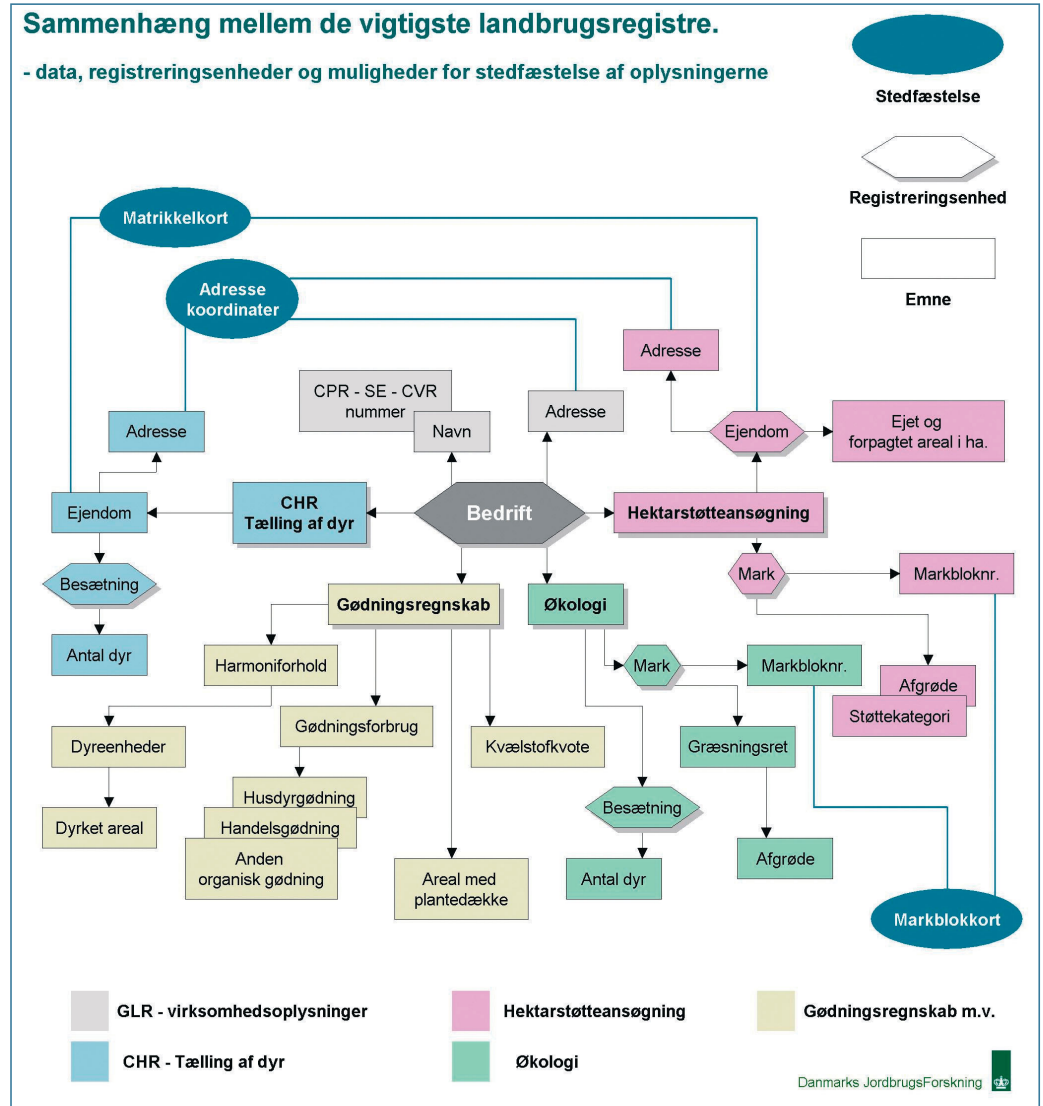 Sammenhæng mellem de vigtigste landbrugsregistre.
- data, registreringsenheder og muligheder for stedfæstelse af oplysningerne
Stedfæstelse
Registreringsenhed
Emne
Matrikelkort
Adresse
koordinater
Adresse
CPR - SE - CVR
nummer
Navn
Adresse
Adresse
Ejendom
Ejet og
forpagtet areal i ha.
Ejendom
CHR
Tælling af dyr
Bedrift
Hektarstøtteansøgning
Besætning
Antal dyr
Gødningsregnskab
Økologi
Mark
Markbloknr.
Harmoniforhold
Mark
Markbloknr.
Afgrøde
Støttekategori
Dyreenheder
Gødningsforbrug
Kvælstofkvote
Græsningsret
Dyrket areal
Husdyrgødning
Handelsgødning
Anden
organisk gødning
Areal med
plantedække
Besætning
Antal dyr
Afgrøde
Markblokkort
GLR - virksomhedsoplysninger
Hektarstøtteansøgning
Gødningsregnskab m.v.
CHR - Tælling af dyr
Økologi
Danmarks JordbrugsForskning